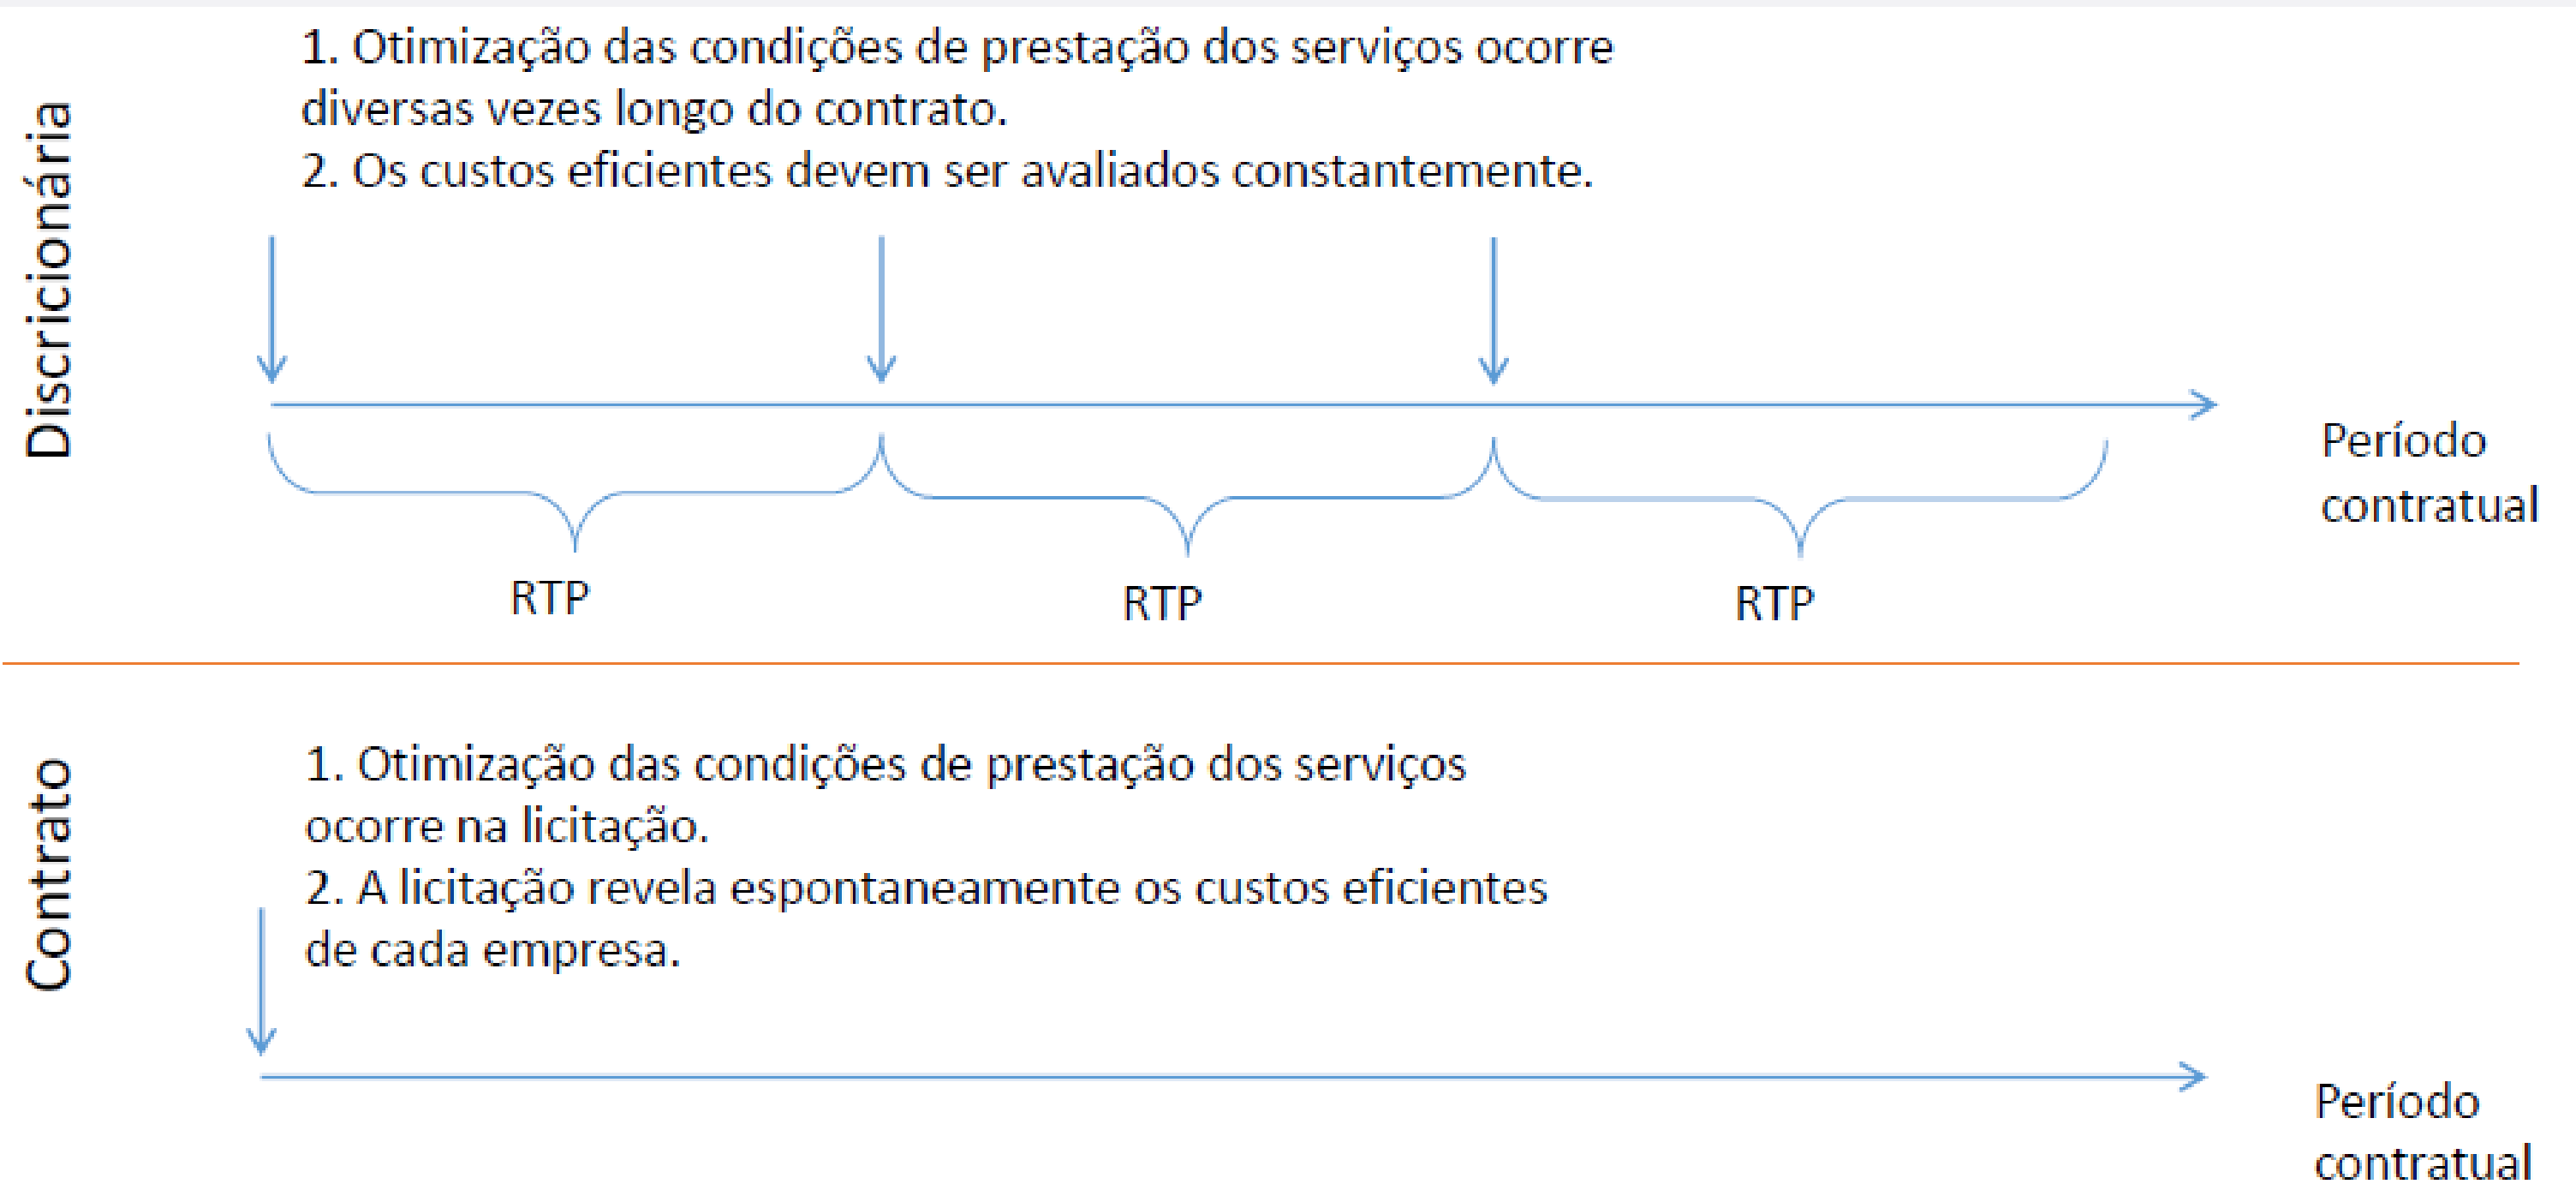 Discricionária
1. Otimização das condições de prestação dos serviços ocorre
diversas vezes longo do contrato.
2. Os custos eficientes devem ser avaliados constantemente.
Período
contratual
RTP
RTP
RTP
Contrato
1. Otimização das condições de prestação dos serviços
ocorre na licitação.
2. A licitação revela espontaneamente os custos eficientes
de cada empresa.
Período
contratual